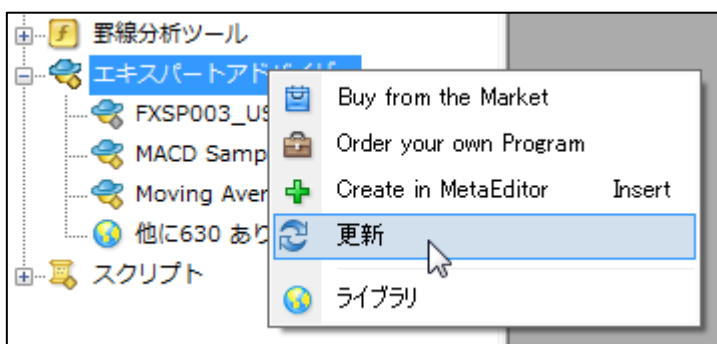 罫線分析ツール
エキスパートアドバイザー
FXSP003_US
MACD Samp
Moving Aver
他に630 あり
スクリプト
Buy from the Market
Order your own Program
Create in MetaEditor Insert
更新
ライブラリ